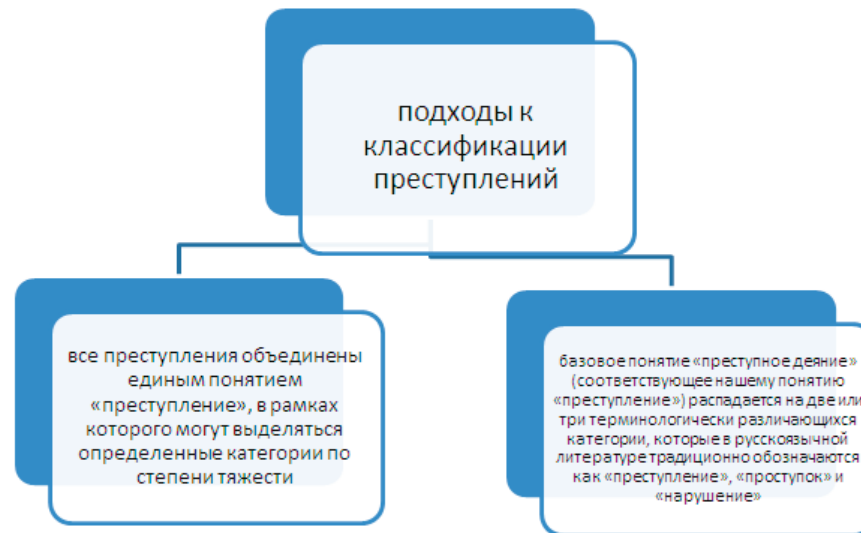 подходы к
классификации
преступлений
все преступления объединены
единым понятием
«преступление», в рамках
которого могут выделяться
определенные категории по
степени тяжести
базовое понятие «преступное деяние»
(соответствующее нашему понятию
«преступление») распадается на две или
три терминологически различающихся
категории, которые в русскоязычной
литературе традиционно обозначаются
как «преступление», «проступок» и
«нарушение»